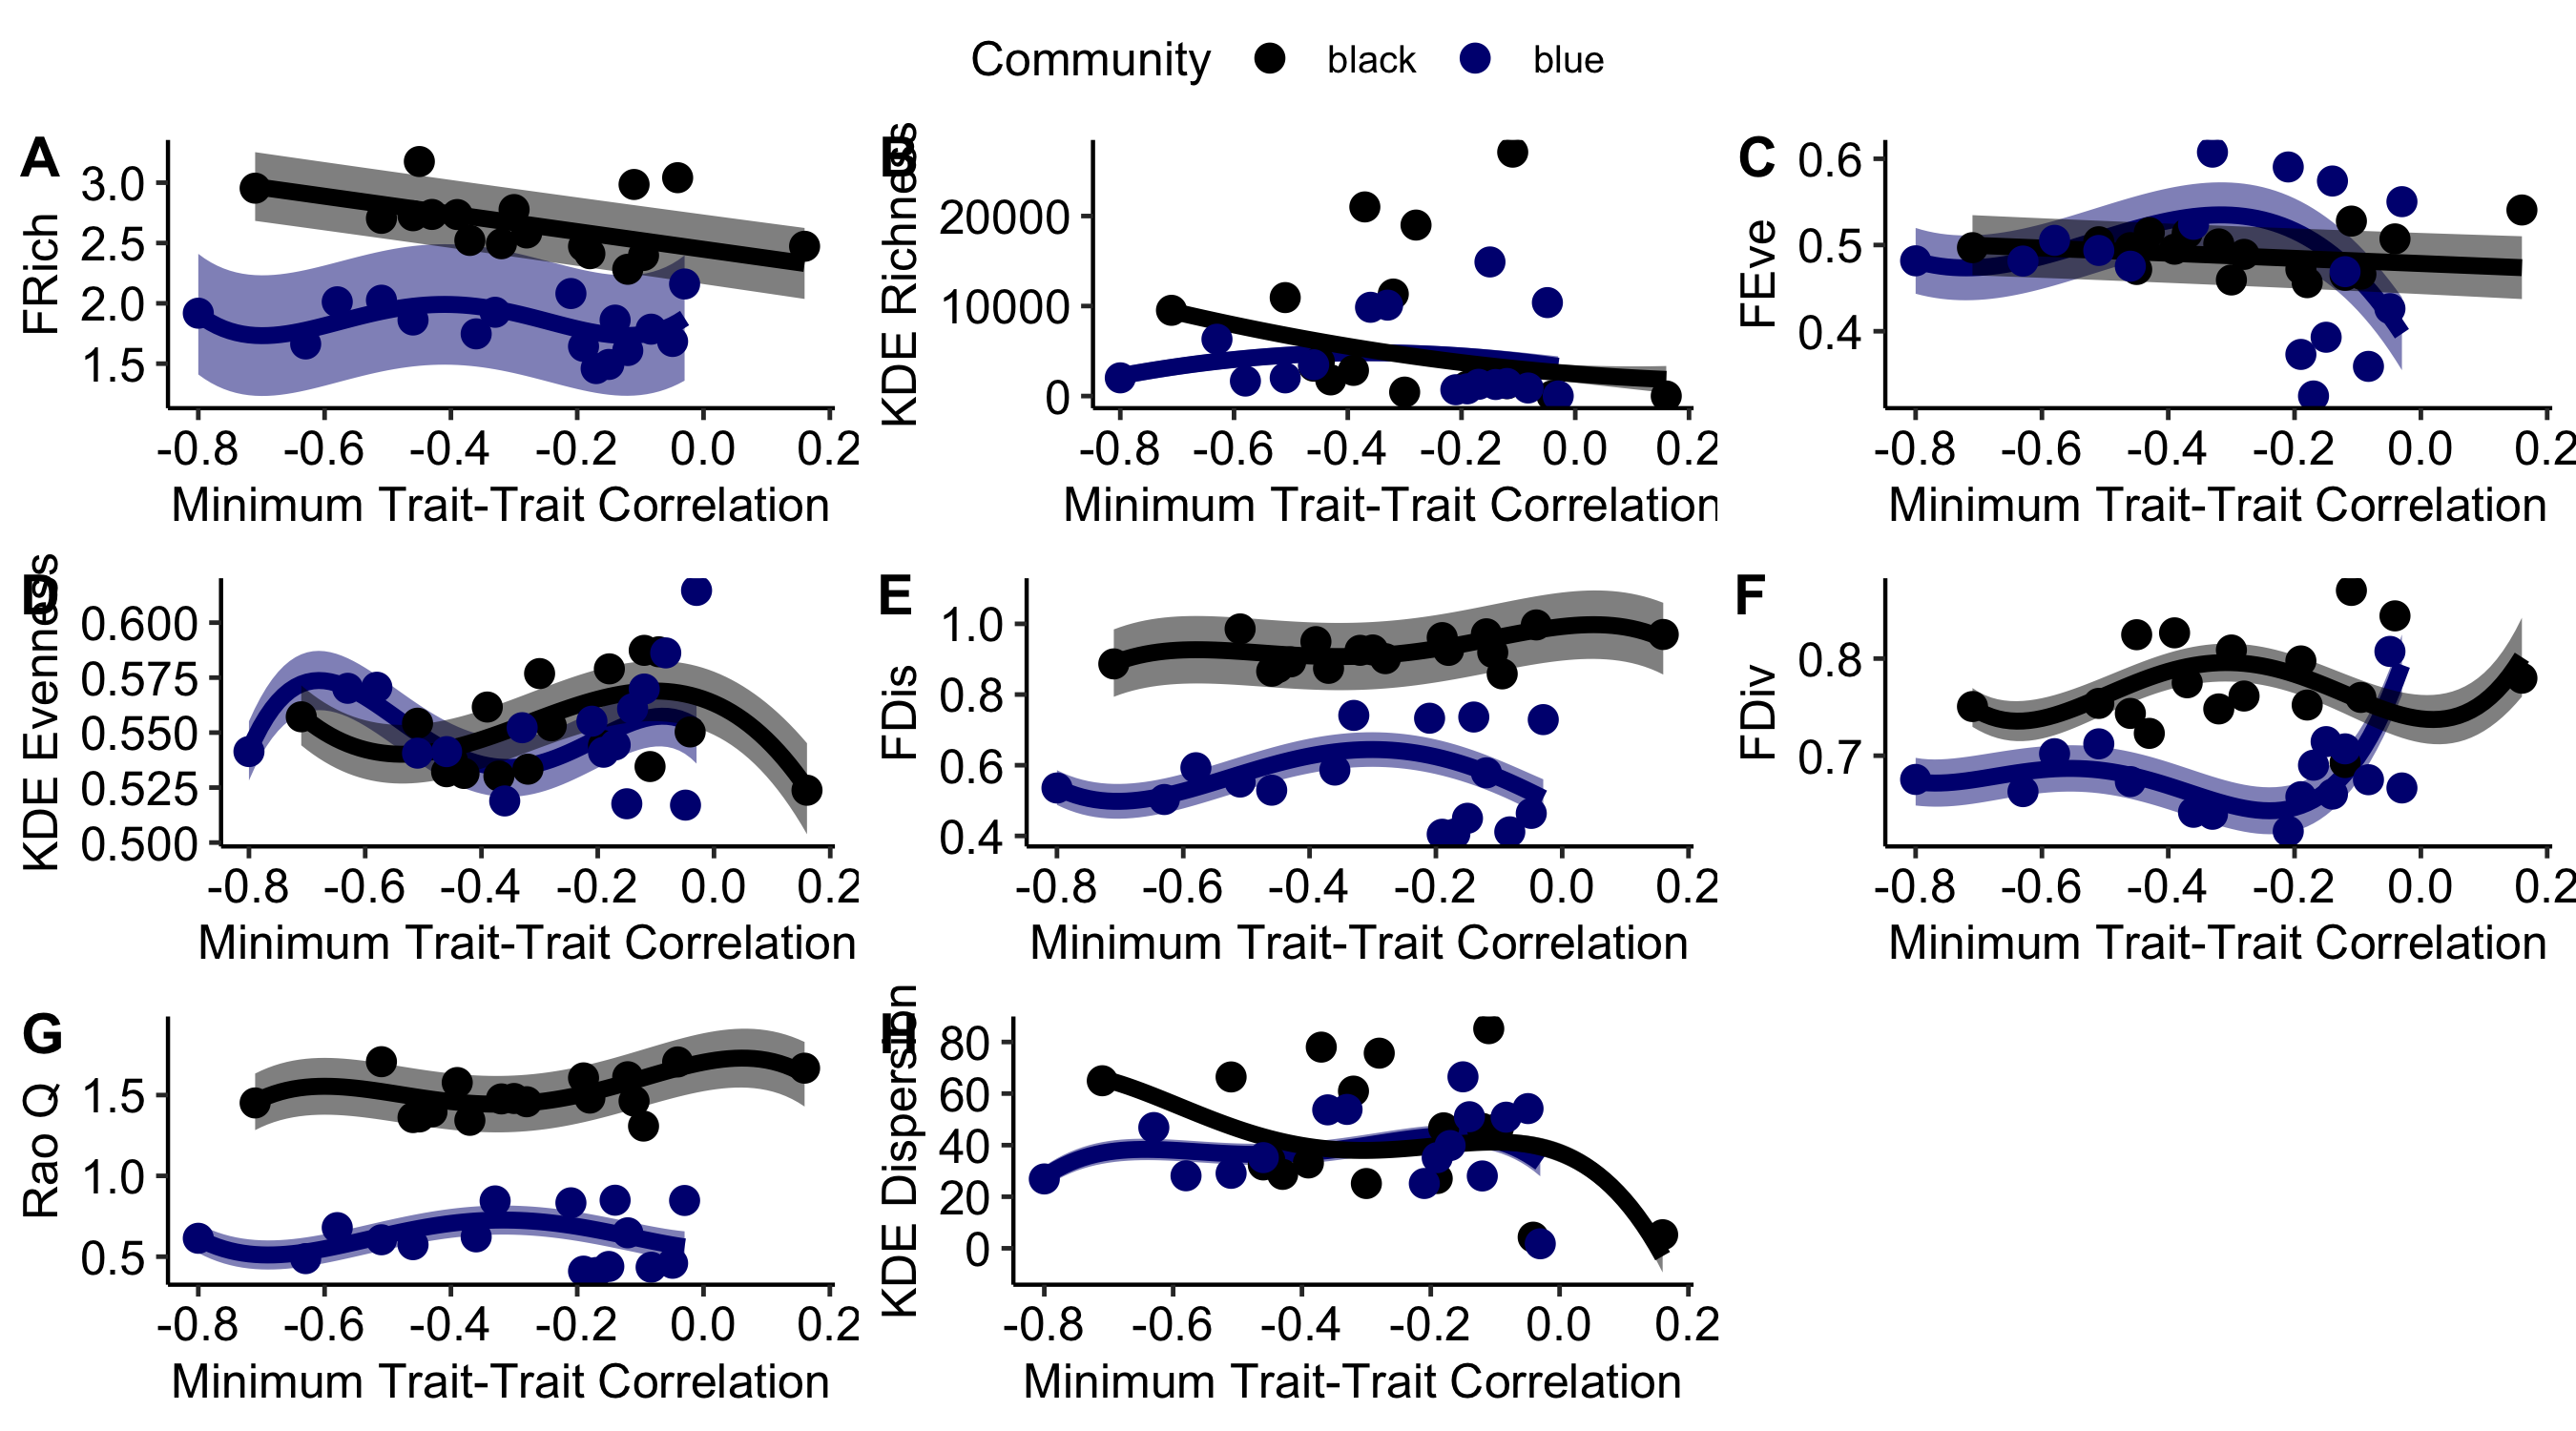 Community black blue
A
FRich
3.0
2.5
2.0
1.5
-0.8 -0.6 -0.4 -0.2 0.0 0.2
Minimum Trait-Trait Correlation
B
KDE Richness
20000
10000
0
-0.8 -0.6 -0.4 -0.2 0.0 0.2
Minimum Trait-Trait Correlation
C
FEve
0.6
0.5
0.4
-0.8 -0.6 -0.4 -0.2 0.0 0.2
Minimum Trait-Trait Correlation
D
KDE Evenness
0.600
0.575
0.550
0.525
0.500
-0.8 -0.6 -0.4 -0.2 0.0 0.2
Minimum Trait-Trait Correlation
E
FDis
1.0
0.8
0.6
0.4
-0.8 -0.6 -0.4 -0.2 0.0 0.2
Minimum Trait-Trait Correlation
F
FDiv
0.8
0.7
-0.8 -0.6 -0.4 -0.2 0.0 0.2
Minimum Trait-Trait Correlation
G
Rao Q
1.5
1.0
0.5
-0.8 -0.6 -0.4 -0.2 0.0 0.2
Minimum Trait-Trait Correlation
H
KDE Dispersion
80
60
40
20
0
-0.8 -0.6 -0.4 -0.2 0.0 0.2
Minimum Trait-Trait Correlation